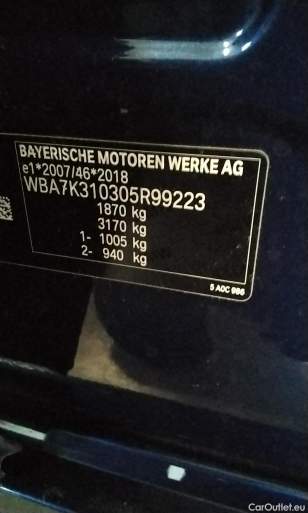 BAYERISCHE MOTOREN WERKE AG
e1*2007/46*2018
WBA7K310305R99223
1870 kg
3170 kg
1- 1005 kg
2- 940 kg
5 A0C 986
CarOutlet.eu